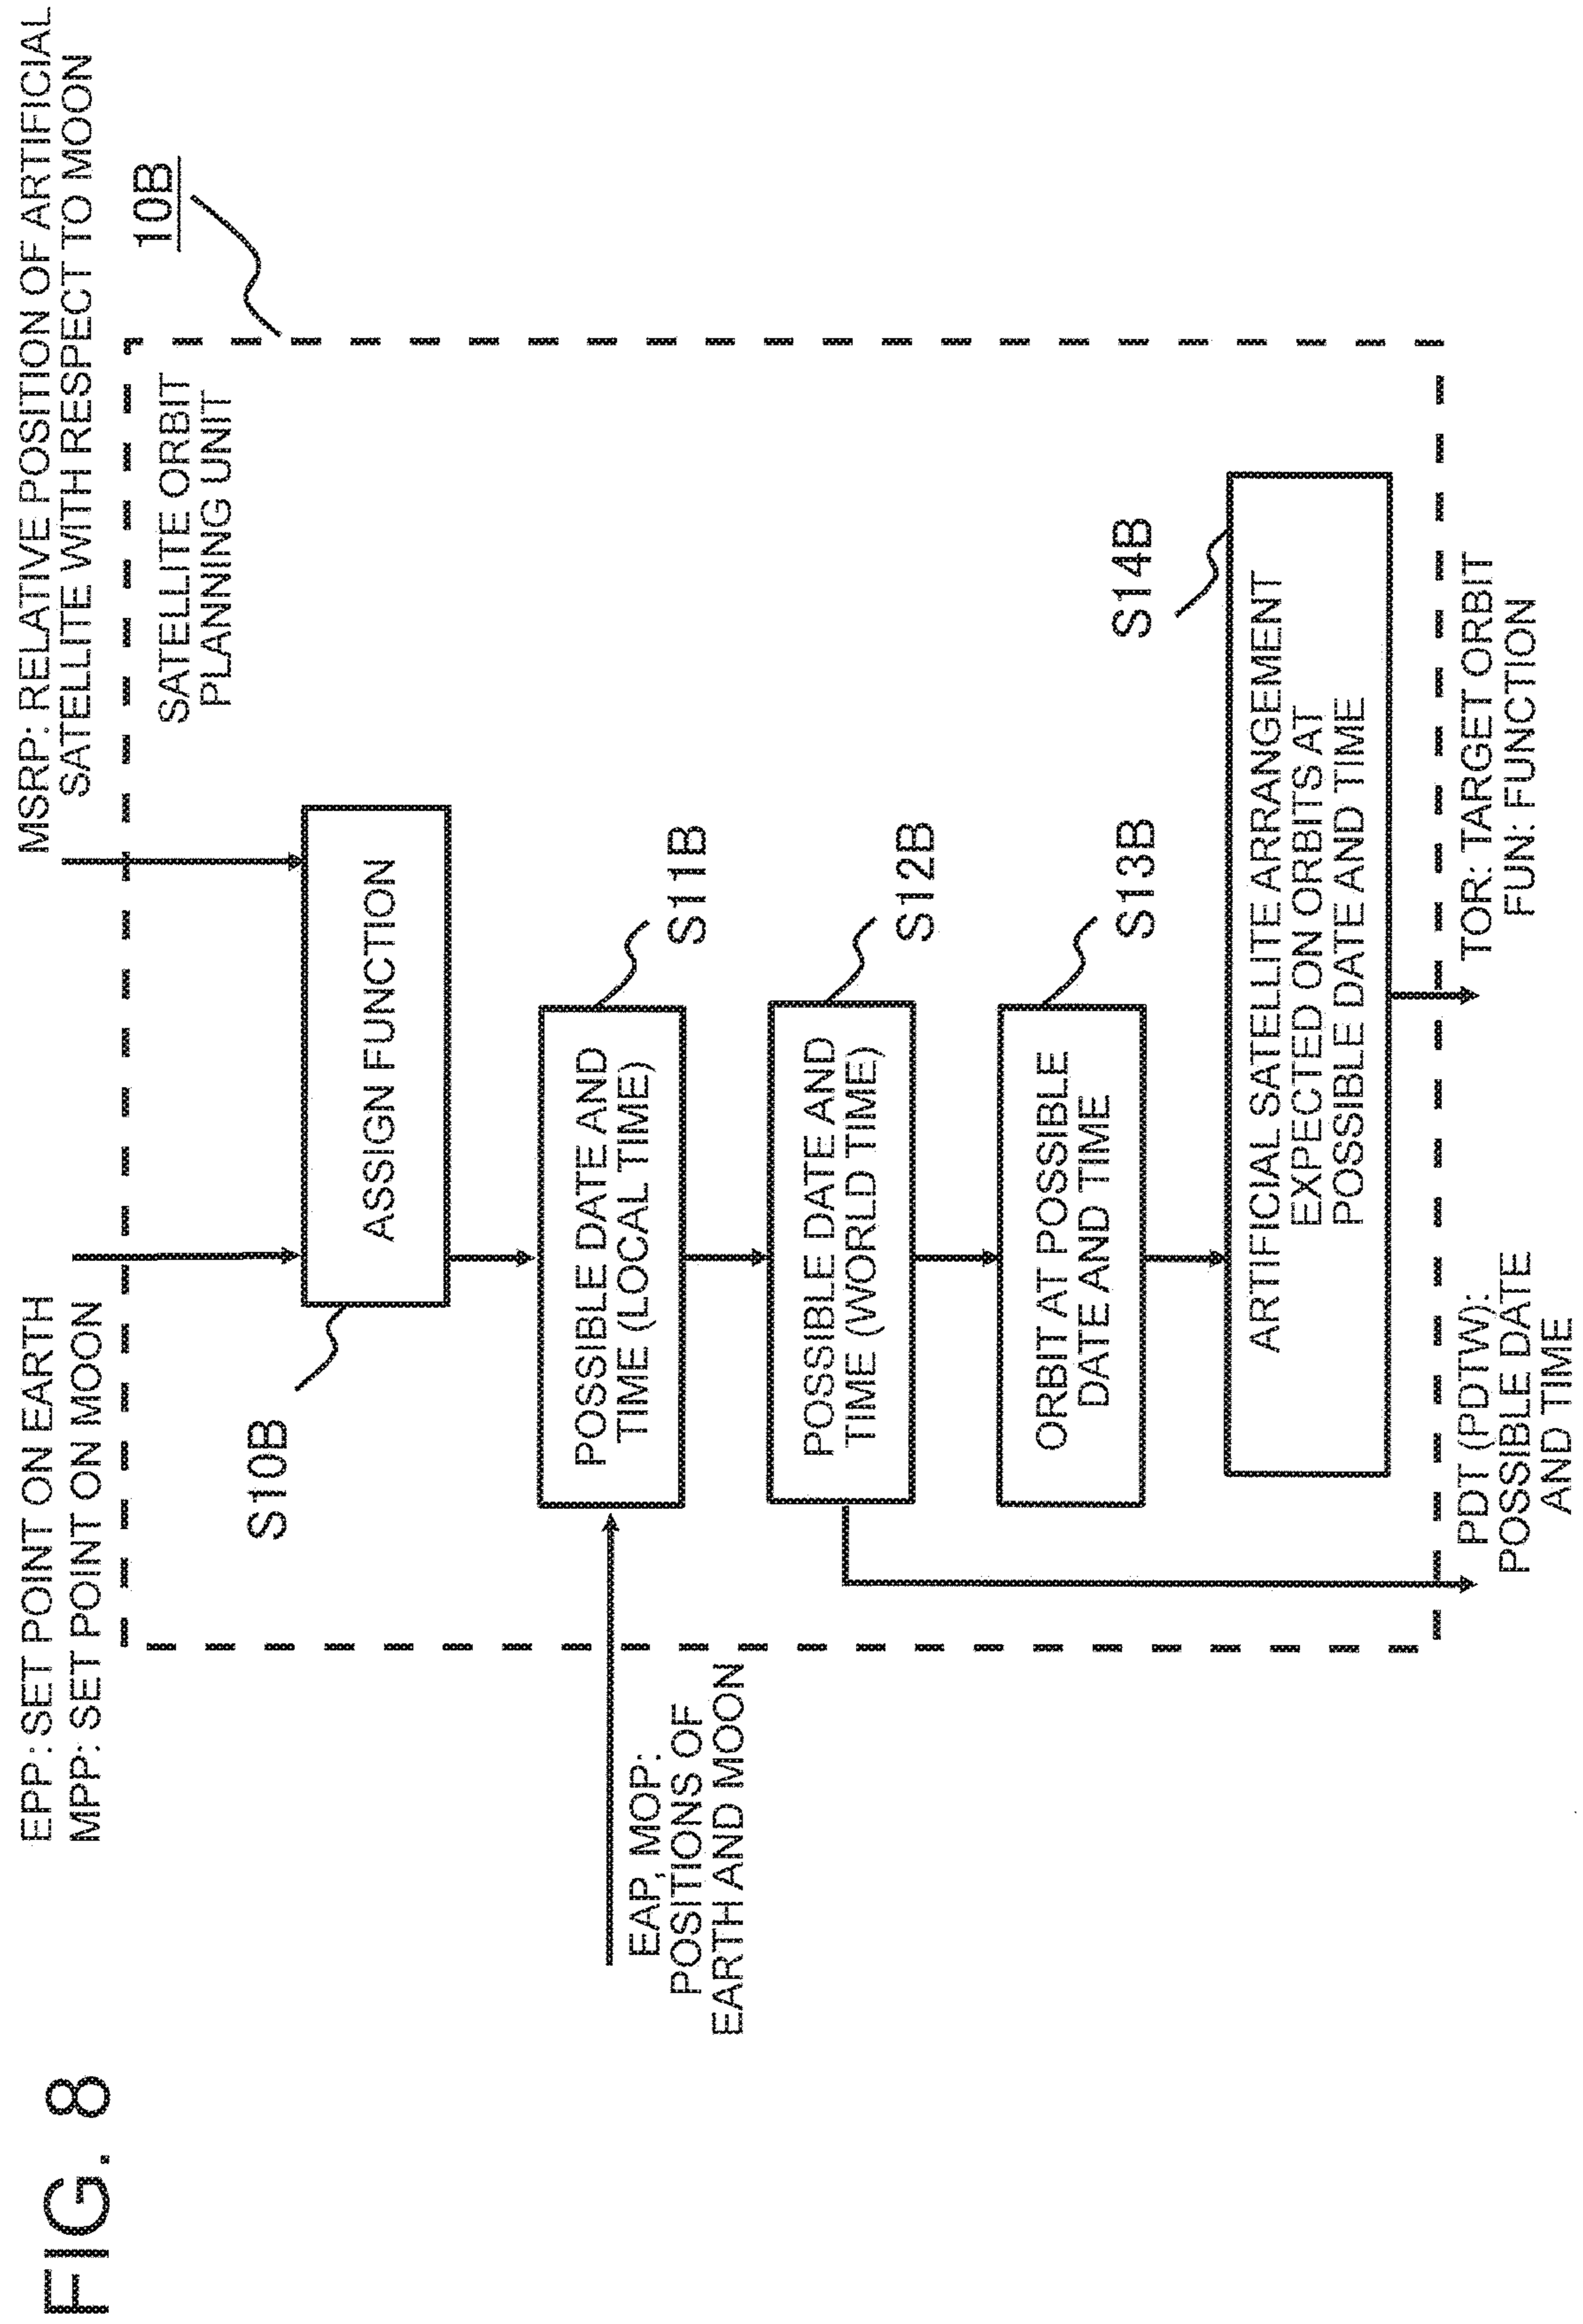 FIG. 8
EPP: SET POINT ON EARTH
MPP: SET POINT ON MOON
MSRP: RELATIVE POSITION OF ARTIFICIAL
SATELLITE WITH RESPECT TO MOON
10B
SATELLITE ORBIT
PLANNING UNIT
S10B
ASSIGN FUNCTION
EAP, MOP:
POSITIONS OF
EARTH AND MOON
POSSIBLE DATE AND
TIME (LOCAL TIME)
S11B
POSSIBLE DATE AND
TIME (WORLD TIME)
S12B
ORBIT AT POSSIBLE
DATE AND TIME
S13B
ARTIFICIAL SATELLITE ARRANGEMENT
EXPECTED ON ORBITS AT
POSSIBLE DATE AND TIME
S14B
PDT (PDTW):
POSSIBLE DATE
AND TIME
TOR: TARGET ORBIT
FUN: FUNCTION